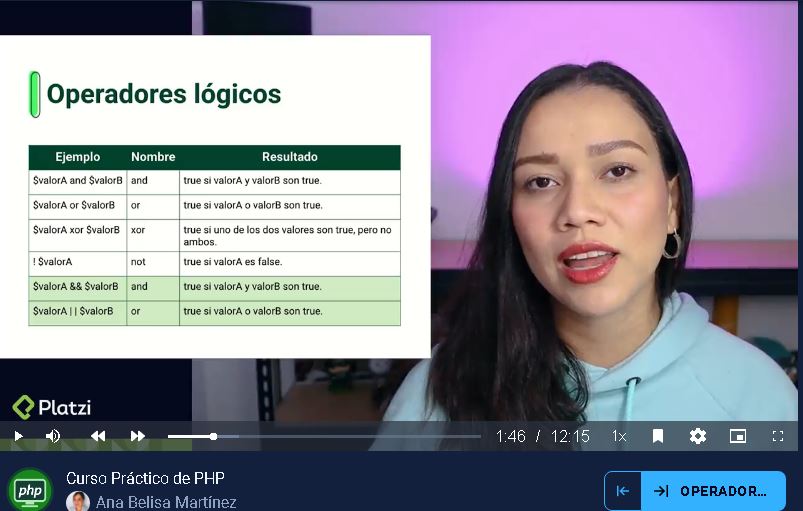 Operadores lógicos
Ejemplo Nombre Resultado
$valorA and $valorB and true si valorA y valorB son true.
$valorA or $valorB or true si valorA o valorB son true.
$valorA xor $valorB xor true si uno de los dos valores son true, pero no
ambos.
! $valorA not true si valorA es false.
$valorA && $valorB and true si valorA y valorB son true.
$valorA | | $valorB or true si valorA o valorB son true.
Platzi
1:46 / 12:15 1x
php
Curso Práctico de PHP
Ana Belisa Martínez
OPERADOR...